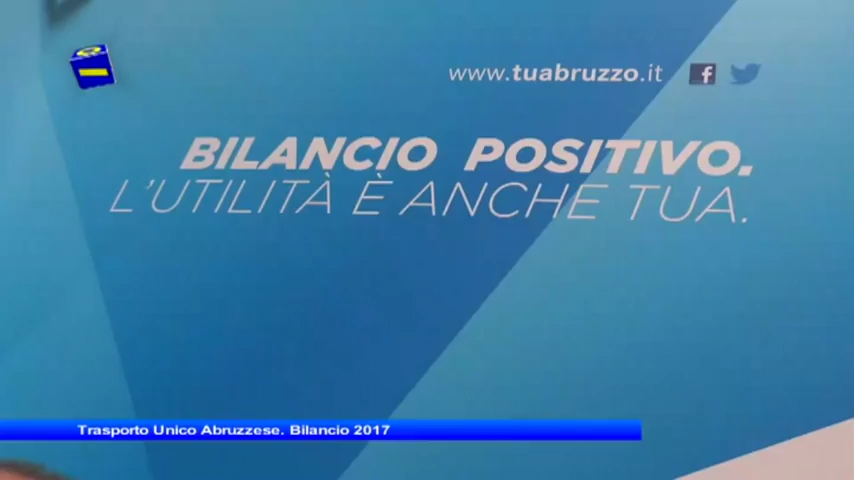 www.tuabruzzo.it
BILANCIO POSITIVO.
L'UTILITÀ È ANCHE TUA.
Trasporto Unico Abruzzese. Bilancio 2017